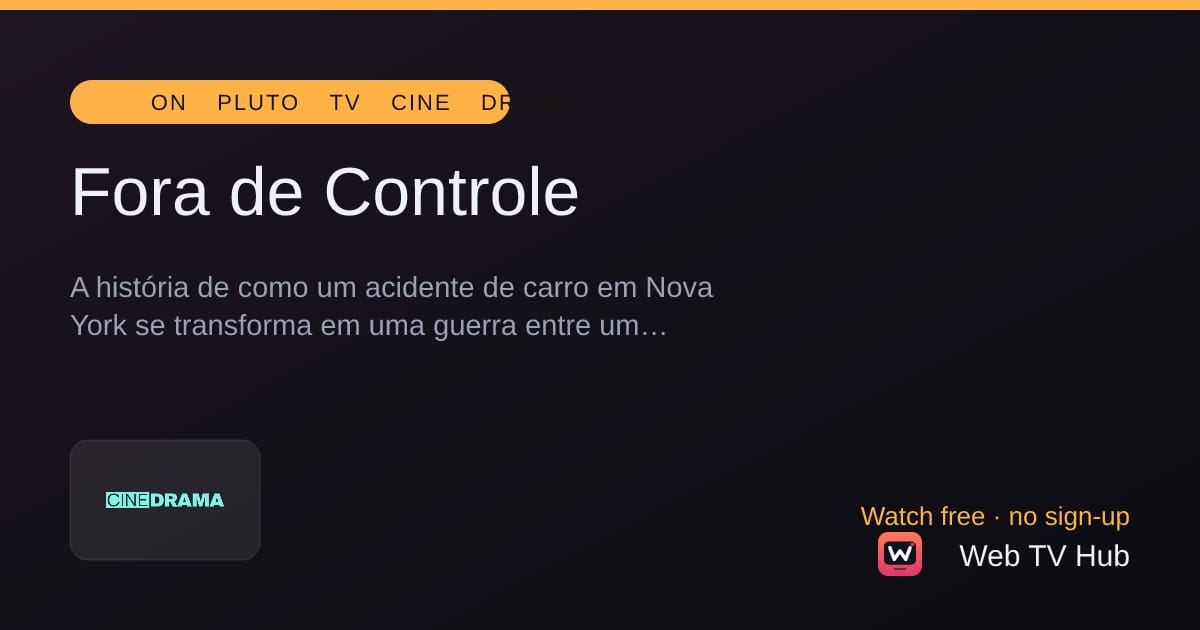 ON PLUTO TV CINE DRAMA
Fora de Controle
A história de como um acidente de carro em Nova
York se transforma em uma guerra entre um…
CINEDRAMA
Watch free · no sign-up
W
Web TV Hub